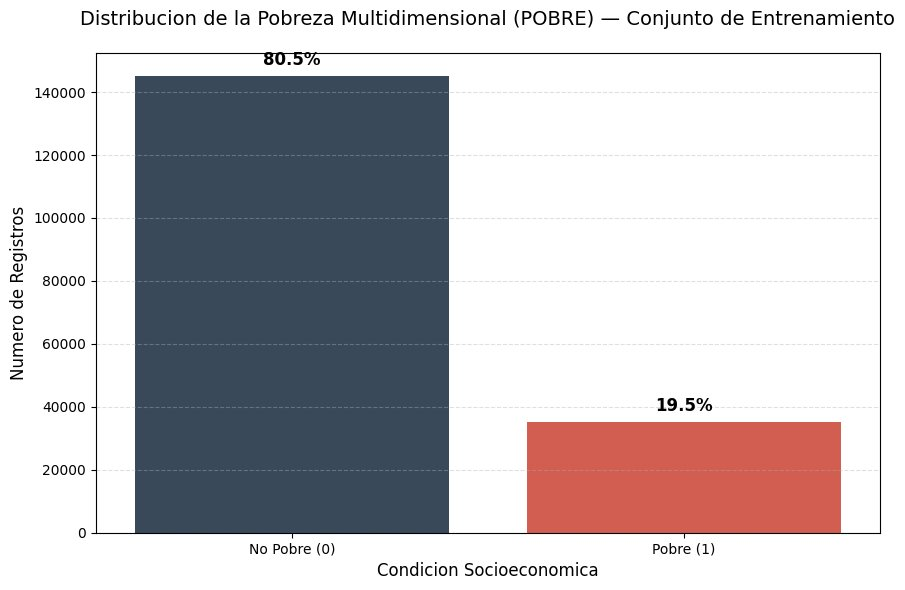 Distribucion de la Pobreza Multidimensional (POBRE) — Conjunto de Entrenamiento
80.5%
140000
120000
100000
80000
60000
40000
20000
0
19.5%
Numero de Registros
No Pobre (0)
Pobre (1)
Condicion Socioeconomica